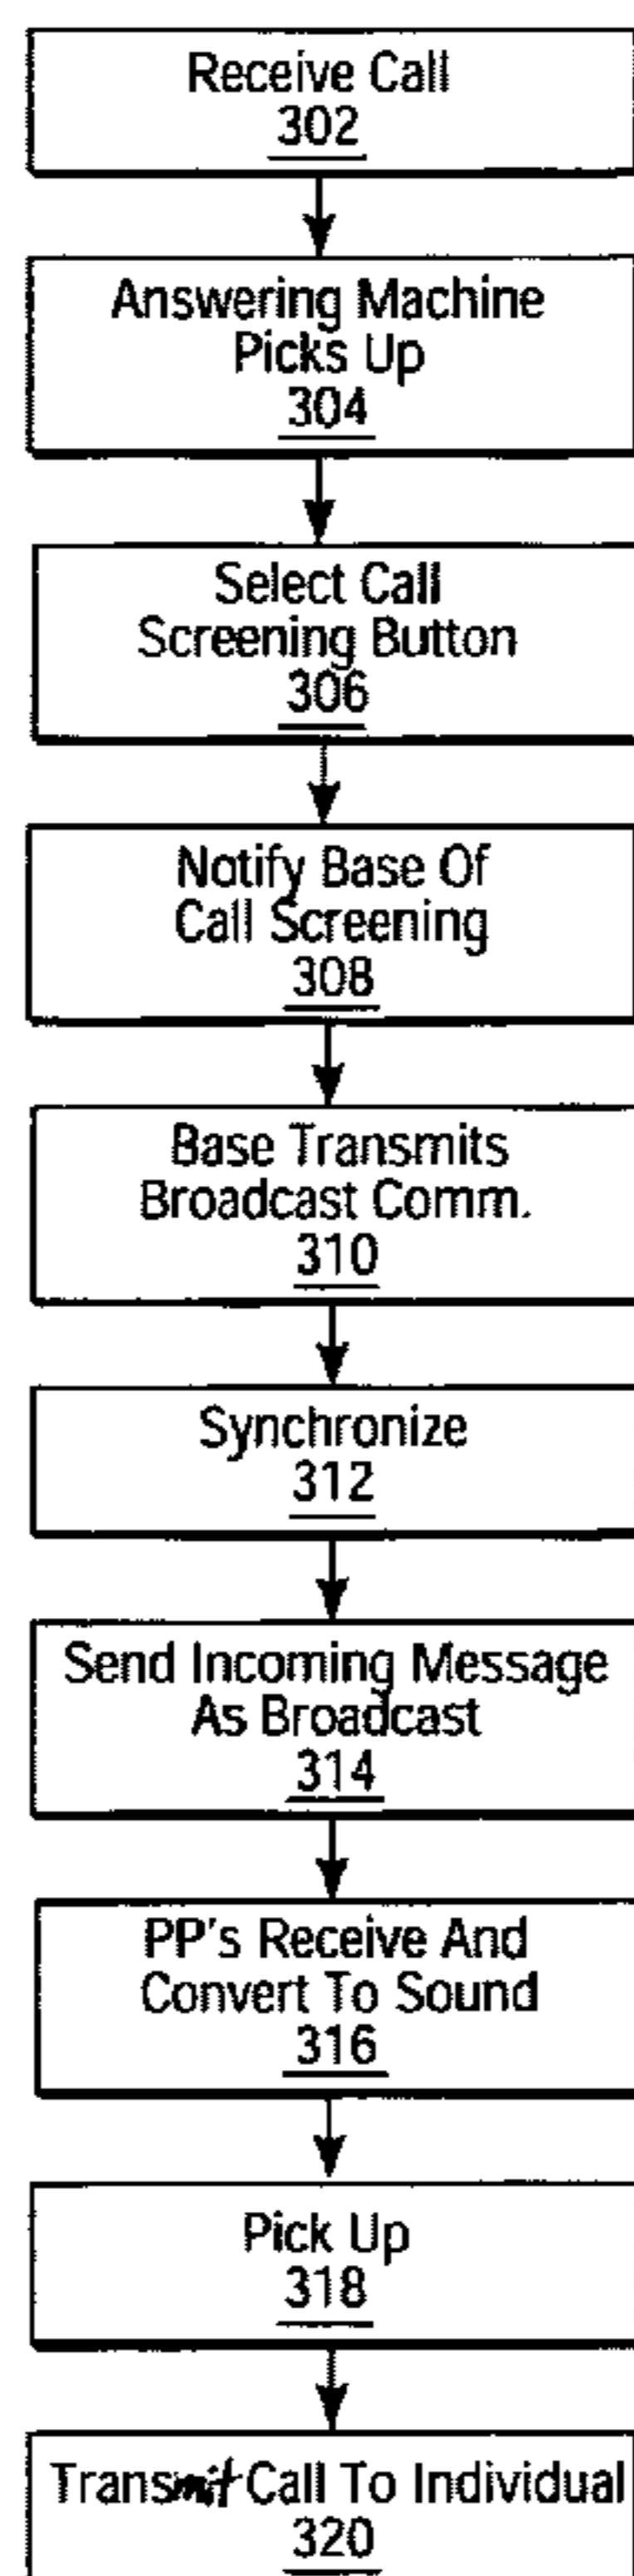 Receive Call
302
Answering Machine
Picks Up
304
Select Call
Screening Button
306
Notify Base Of
Call Screening
308
Base Transmits
Broadcast Comm.
310
Synchronize
312
Send Incoming Message
As Broadcast
314
PP's Receive And
Convert To Sound
316
Pick Up
318
Transmit Call To Individual
320